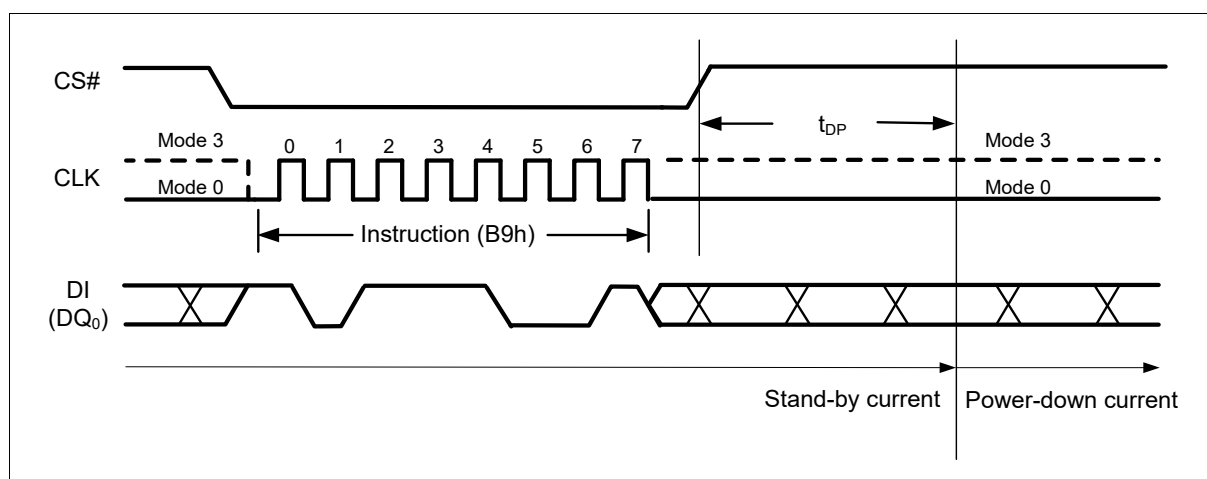 CS#
t_DP
Mode 3
0 1 2 3 4 5 6 7
Mode 3
CLK
Mode 0
Mode 0
Instruction (B9h)
DI
(DQ₀)
Stand-by current
Power-down current